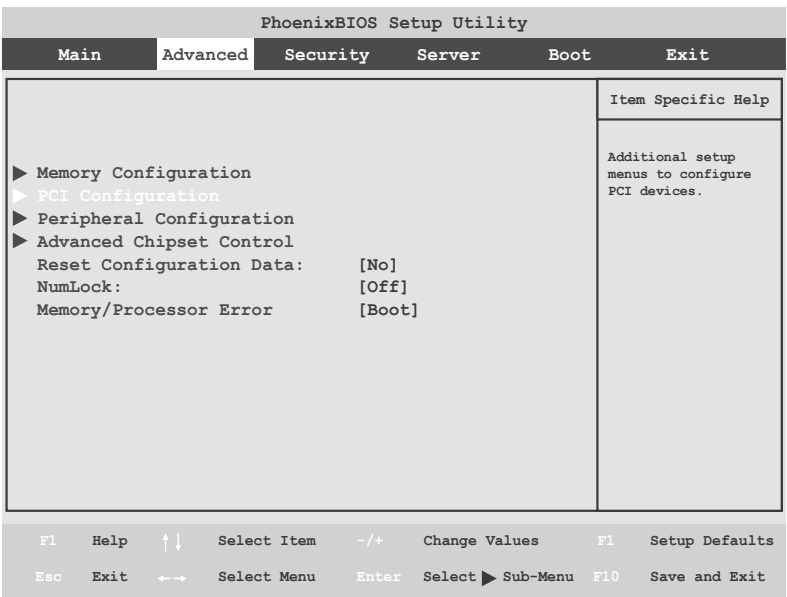 PhoenixBIOS Setup Utility
Main Advanced Security Server Boot Exit
Item Specific Help
Additional setup
menus to configure
PCI devices.
▶ Memory Configuration
▶ PCI Configuration
▶ Peripheral Configuration
▶ Advanced Chipset Control
Reset Configuration Data: [No]
NumLock: [Off]
Memory/Processor Error [Boot]
F1 Help ↑↓ Select Item -/+ Change Values F1 Setup Defaults
Esc Exit ←→ Select Menu Enter Select ▶ Sub-Menu F10 Save and Exit